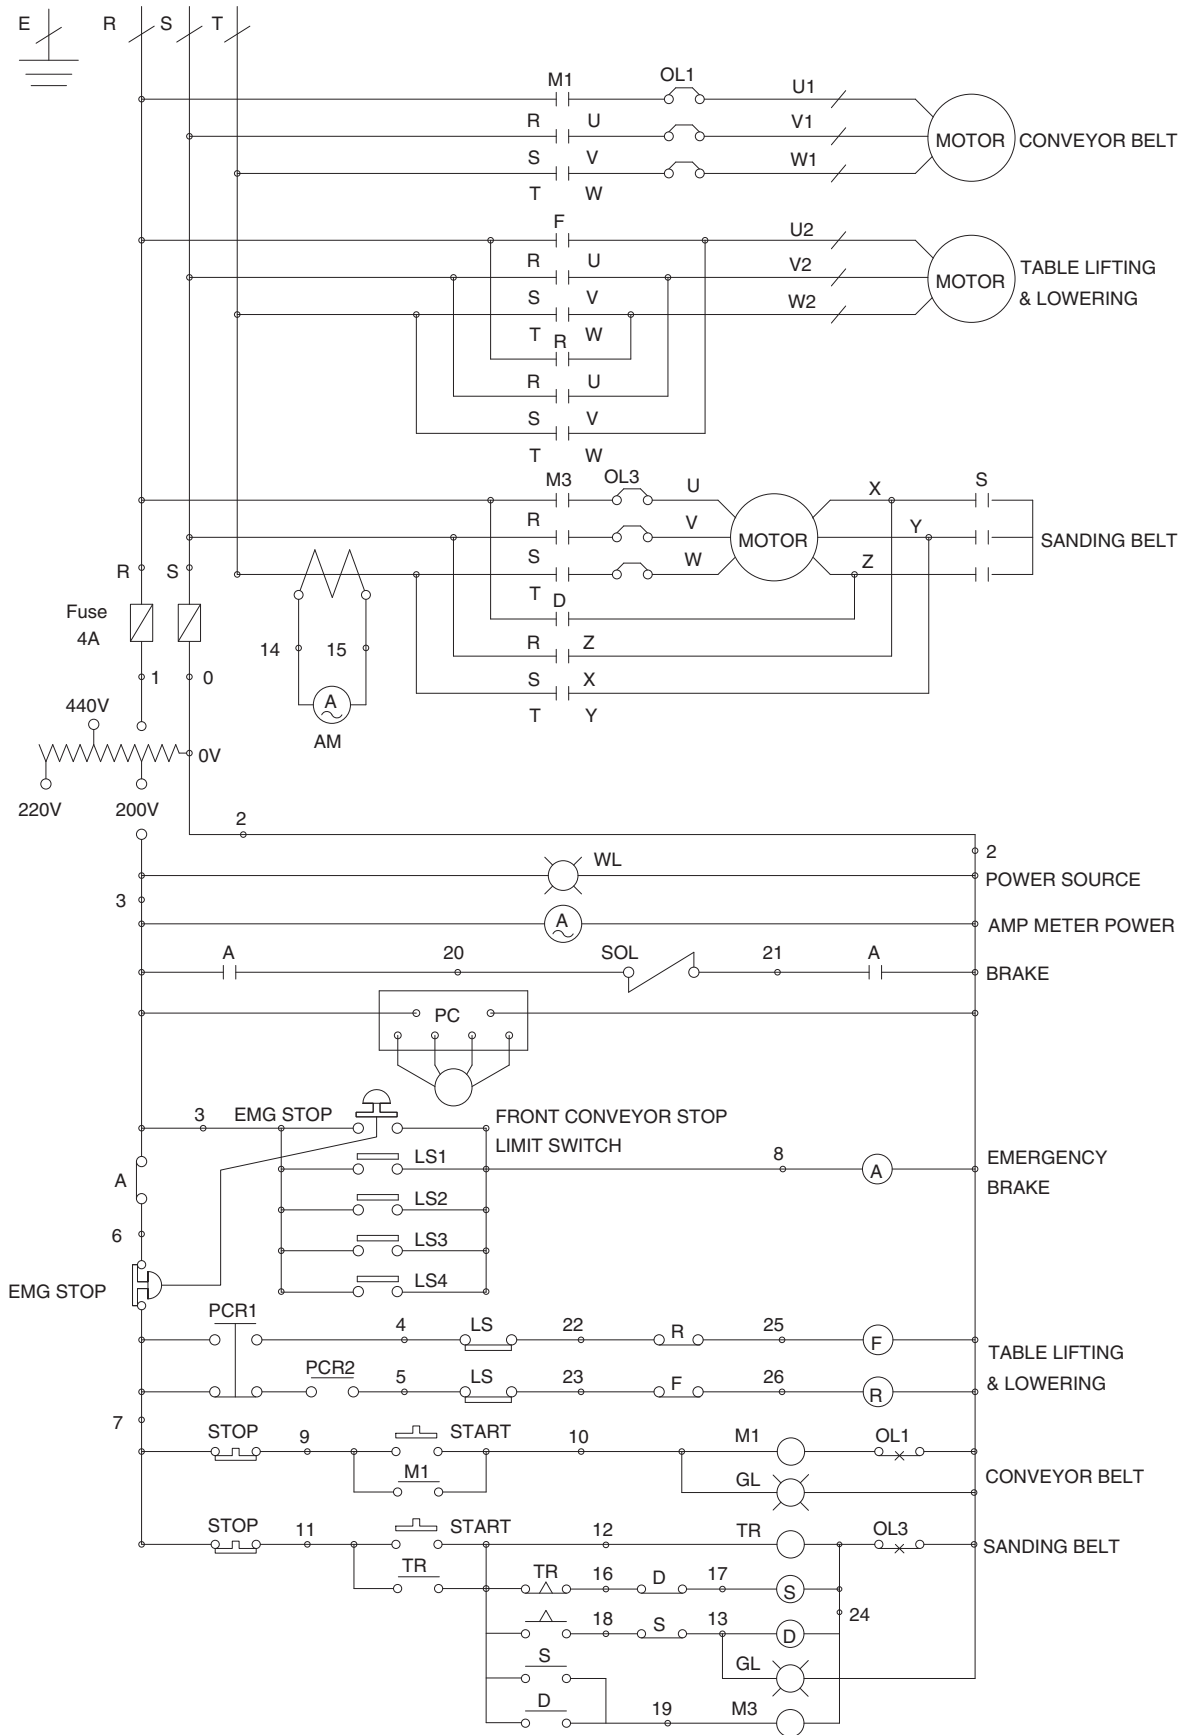 E R S T
M1 OL1 U1
R U V1
MOTOR CONVEYOR BELT
S V W1
T W
F U2
R U V2
TABLE LIFTING
& LOWERING
MOTOR
S V W2
T W
R
R U
S V
T W
M3 OL3 U X S
R V Y
MOTOR SANDING BELT
S W Z
T D
R S
Fuse
4A
14 15 R Z
1 0 S X
440V A T Y
AM
0V
220V 200V
2
2
WL
POWER SOURCE
3
A AMP METER POWER
A 20 SOL 21 A
BRAKE
PC
3 EMG STOP FRONT CONVEYOR STOP
LIMIT SWITCH
A LS1 8 A EMERGENCY
BRAKE
LS2
6 LS3
EMG STOP LS4
PCR1
4 LS 22 R 25 F
TABLE LIFTING
& LOWERING
PCR2 5 LS 23 F 26 R
7
STOP 9 START 10 M1 OL1
M1 GL CONVEYOR BELT
STOP 11 START 12 TR OL3
SANDING BELT
TR TR 16 D 17 S
24
18 S 13 D
S GL
D 19 M3